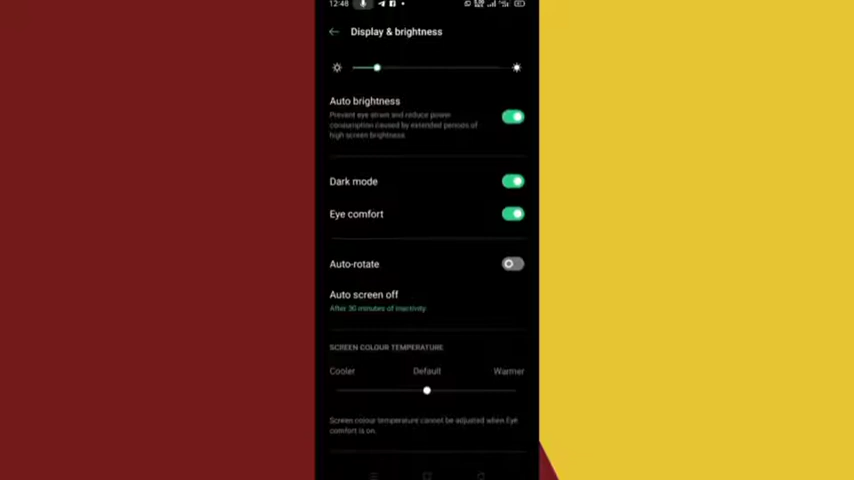 12:48
Display & brightness
Auto brightness
Prevent eye strain and reduce power
consumption caused by extended periods of
high screen brightness.
Dark mode
Eye comfort
Auto-rotate
Auto screen off
After 30 minutes of inactivity
SCREEN COLOUR TEMPERATURE
Cooler Default Warmer
Screen colour temperature cannot be adjusted when Eye
comfort is on.